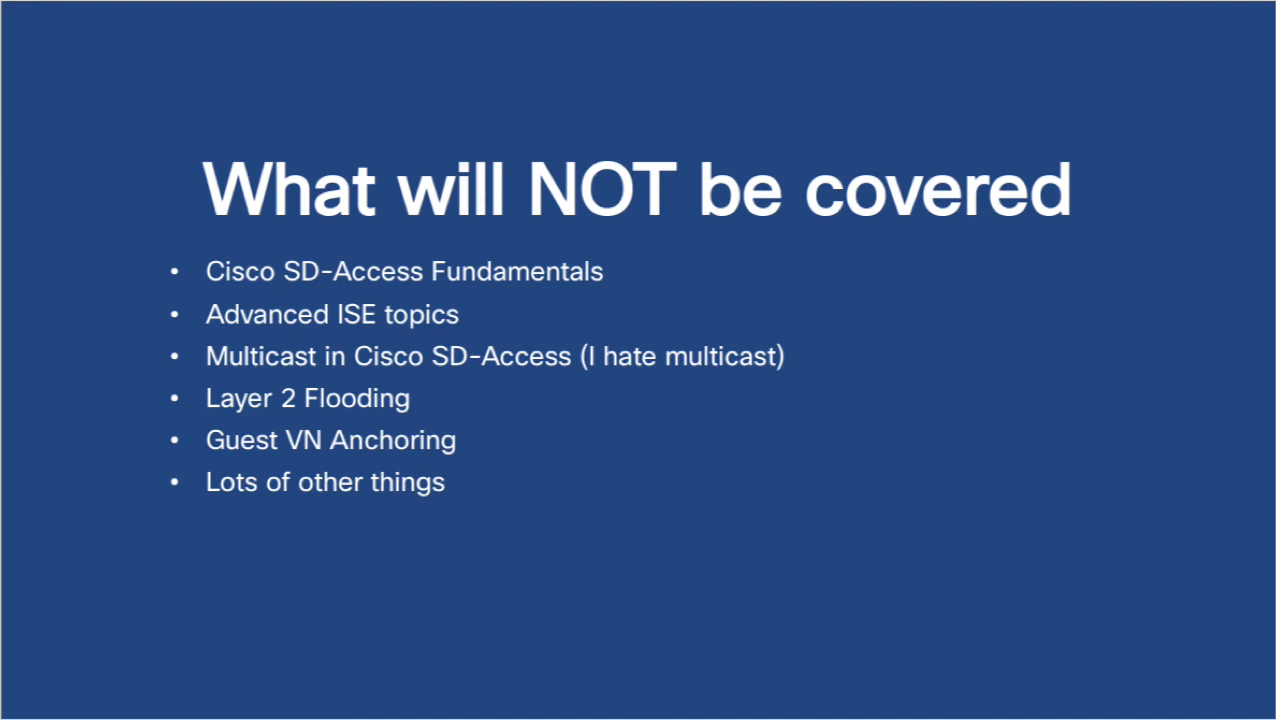 What will NOT be covered
• Cisco SD-Access Fundamentals
• Advanced ISE topics
• Multicast in Cisco SD-Access (I hate multicast)
• Layer 2 Flooding
• Guest VN Anchoring
• Lots of other things